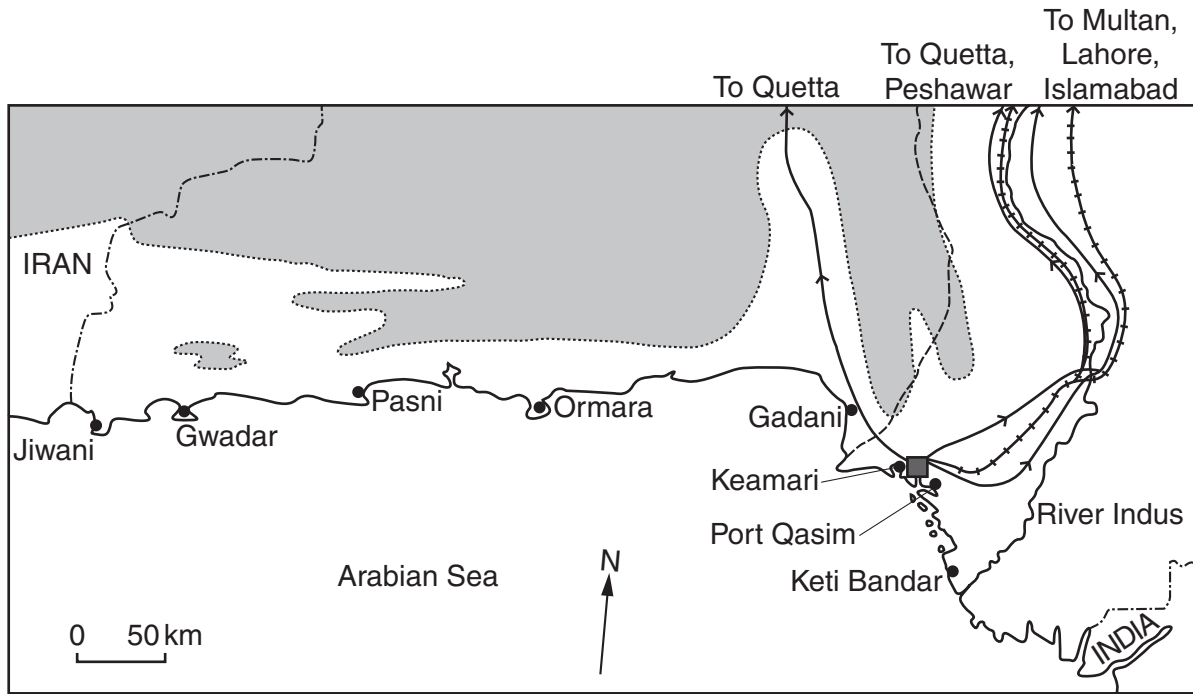 To Quetta
To Quetta,
Peshawar
To Multan,
Lahore,
Islamabad
IRAN
Jiwani
Gwadar
Pasni
Ormara
Gadani
Keamari
Port Qasim
River Indus
Keti Bandar
Arabian Sea
N
INDIA
0 50 km